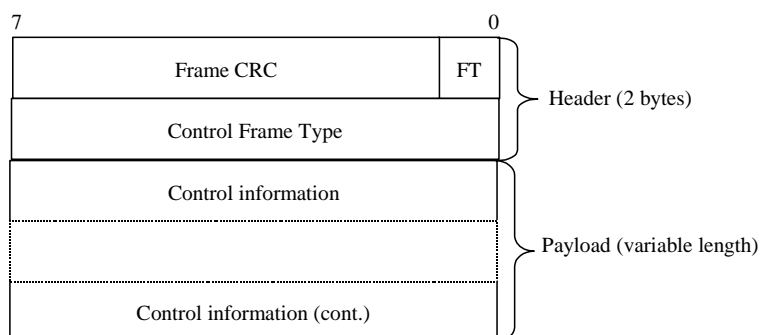 7 0
Frame CRC FT
Header (2 bytes)
Control Frame Type
Control information
Payload (variable length)
Control information (cont.)